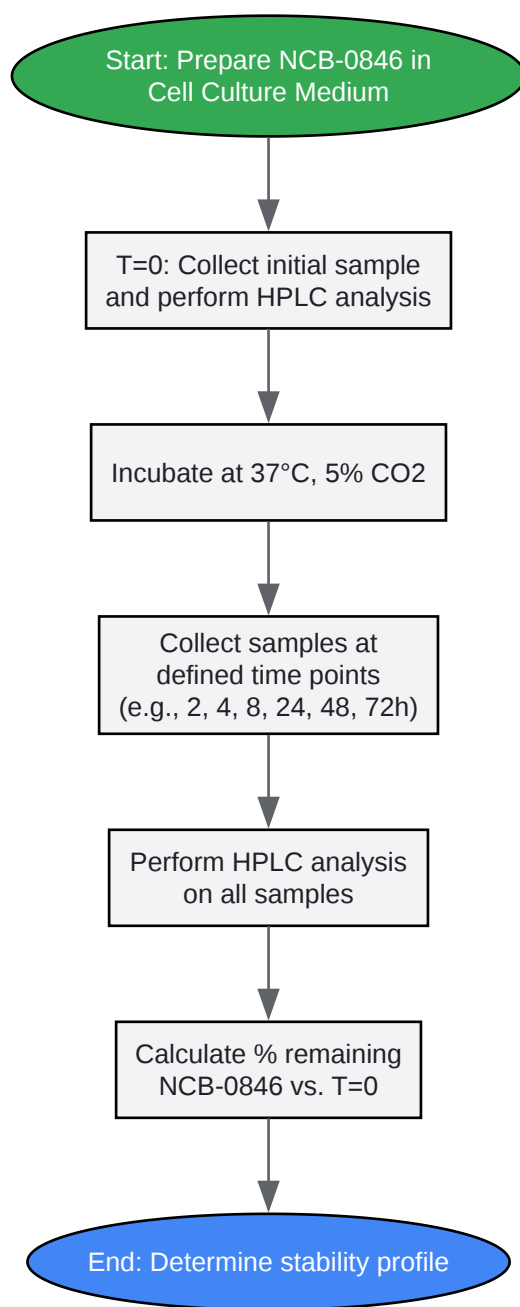 Start: Prepare NCB-0846 in
Cell Culture Medium
T=0: Collect initial sample
and perform HPLC analysis
Incubate at 37°C, 5% CO2
Collect samples at
defined time points
(e.g., 2, 4, 8, 24, 48, 72h)
Perform HPLC analysis
on all samples
Calculate % remaining
NCB-0846 vs. T=0
End: Determine stability profile